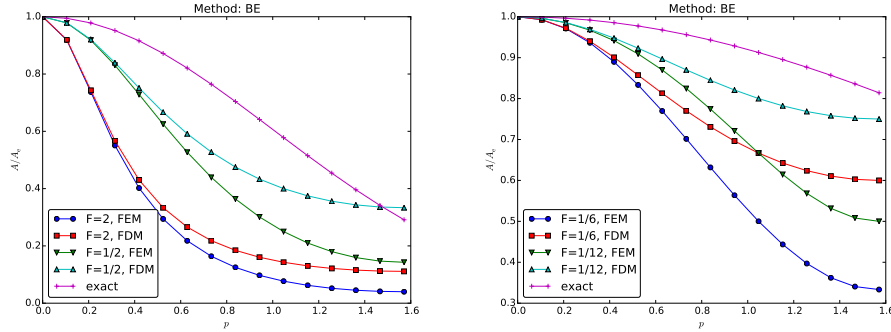 Method: BE
1.0
0.8
0.6
0.4
0.2
0.0
A/A_e
F=2, FEM
F=2, FDM
F=1/2, FEM
F=1/2, FDM
exact
0.0 0.2 0.4 0.6 0.8 1.0 1.2 1.4 1.6
p
Method: BE
1.0
0.9
0.8
0.7
0.6
0.5
0.4
0.3
A/A_e
F=1/6, FEM
F=1/6, FDM
F=1/12, FEM
F=1/12, FDM
exact
0.0 0.2 0.4 0.6 0.8 1.0 1.2 1.4 1.6
p